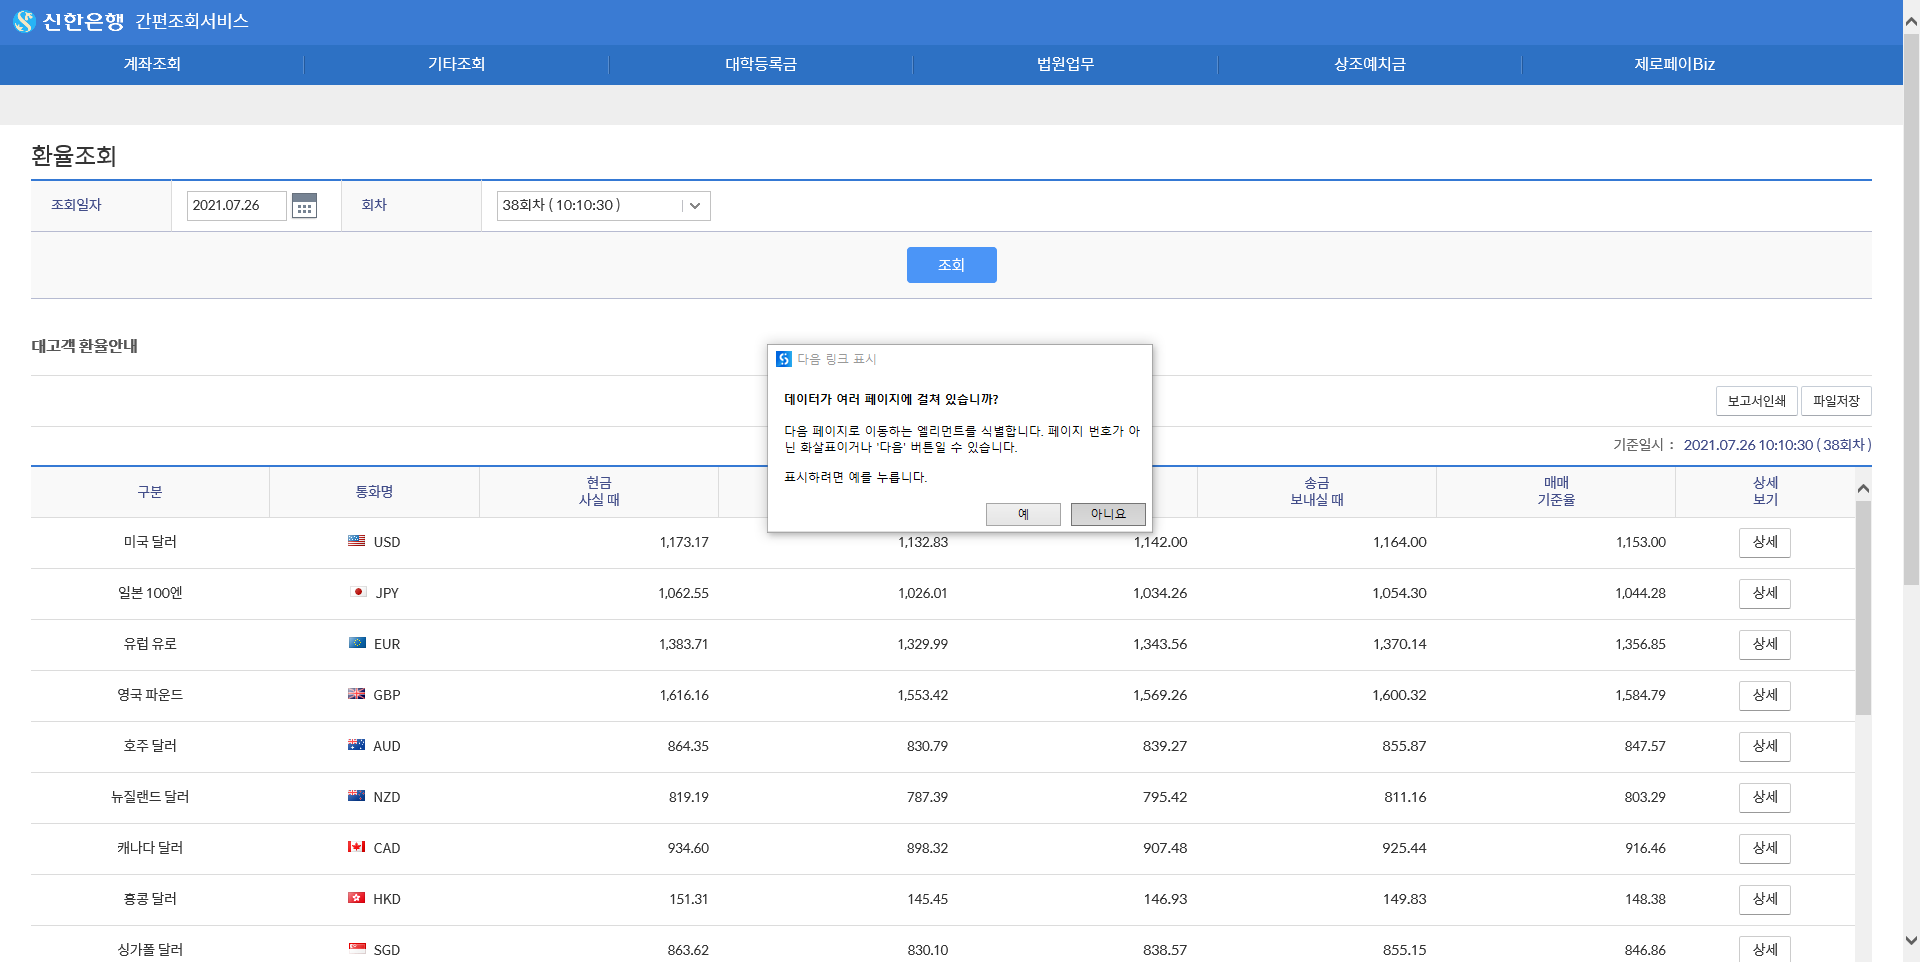 신한은행 간편조회서비스
계좌조회 기타조회 대학등록금 법원업무 상조예치금 제로페이Biz
환율조회
조회일자 2021.07.26 회차 38회차 ( 10:10:30 )
조회
대고객 환율안내
다음 링크 표시
데이터가 여러 페이지에 걸쳐 있습니까?
다음 페이지로 이동하는 엘리먼트를 식별합니다. 페이지 번호가 아
닌 화살표이거나 '다음' 버튼일 수 있습니다.
표시하려면 예를 누릅니다.
예 아니요
보고서인쇄 파일저장
기준일시 : 2021.07.26 10:10:30 ( 38회차 )
구분 통화명 현금 사실 때 송금 보내실 때 매매 기준율 상세 보기
미국 달러 USD 1,173.17 1,132.83 1,142.00 1,164.00 1,153.00 상세
일본 100엔 JPY 1,062.55 1,026.01 1,034.26 1,054.30 1,044.28 상세
유럽 유로 EUR 1,383.71 1,329.99 1,343.56 1,370.14 1,356.85 상세
영국 파운드 GBP 1,616.16 1,553.42 1,569.26 1,600.32 1,584.79 상세
호주 달러 AUD 864.35 830.79 839.27 855.87 847.57 상세
뉴질랜드 달러 NZD 819.19 787.39 795.42 811.16 803.29 상세
캐나다 달러 CAD 934.60 898.32 907.48 925.44 916.46 상세
홍콩 달러 HKD 151.31 145.45 146.93 149.83 148.38 상세
싱가폴 달러 SGD 863.62 830.10 838.57 855.15 846.86 상세